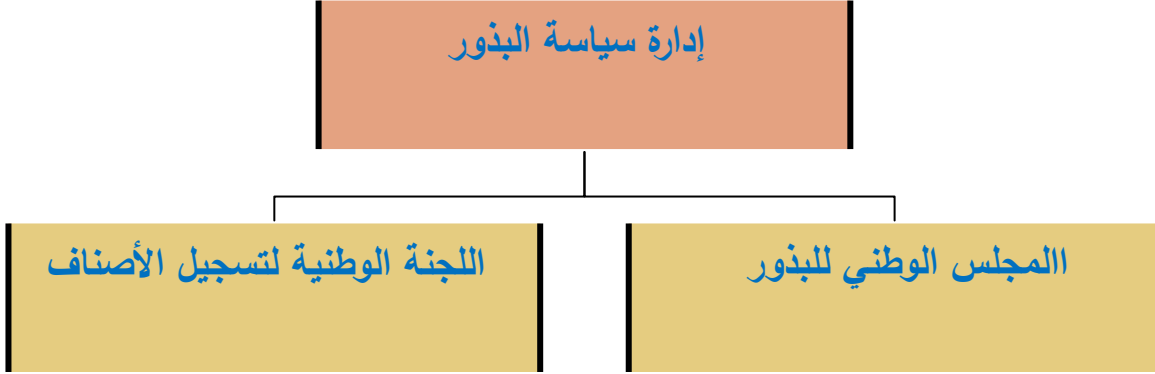 إدارة سياسة البذور
االمجلس الوطني للبذور
اللجنة الوطنية لتسجيل الأصناف